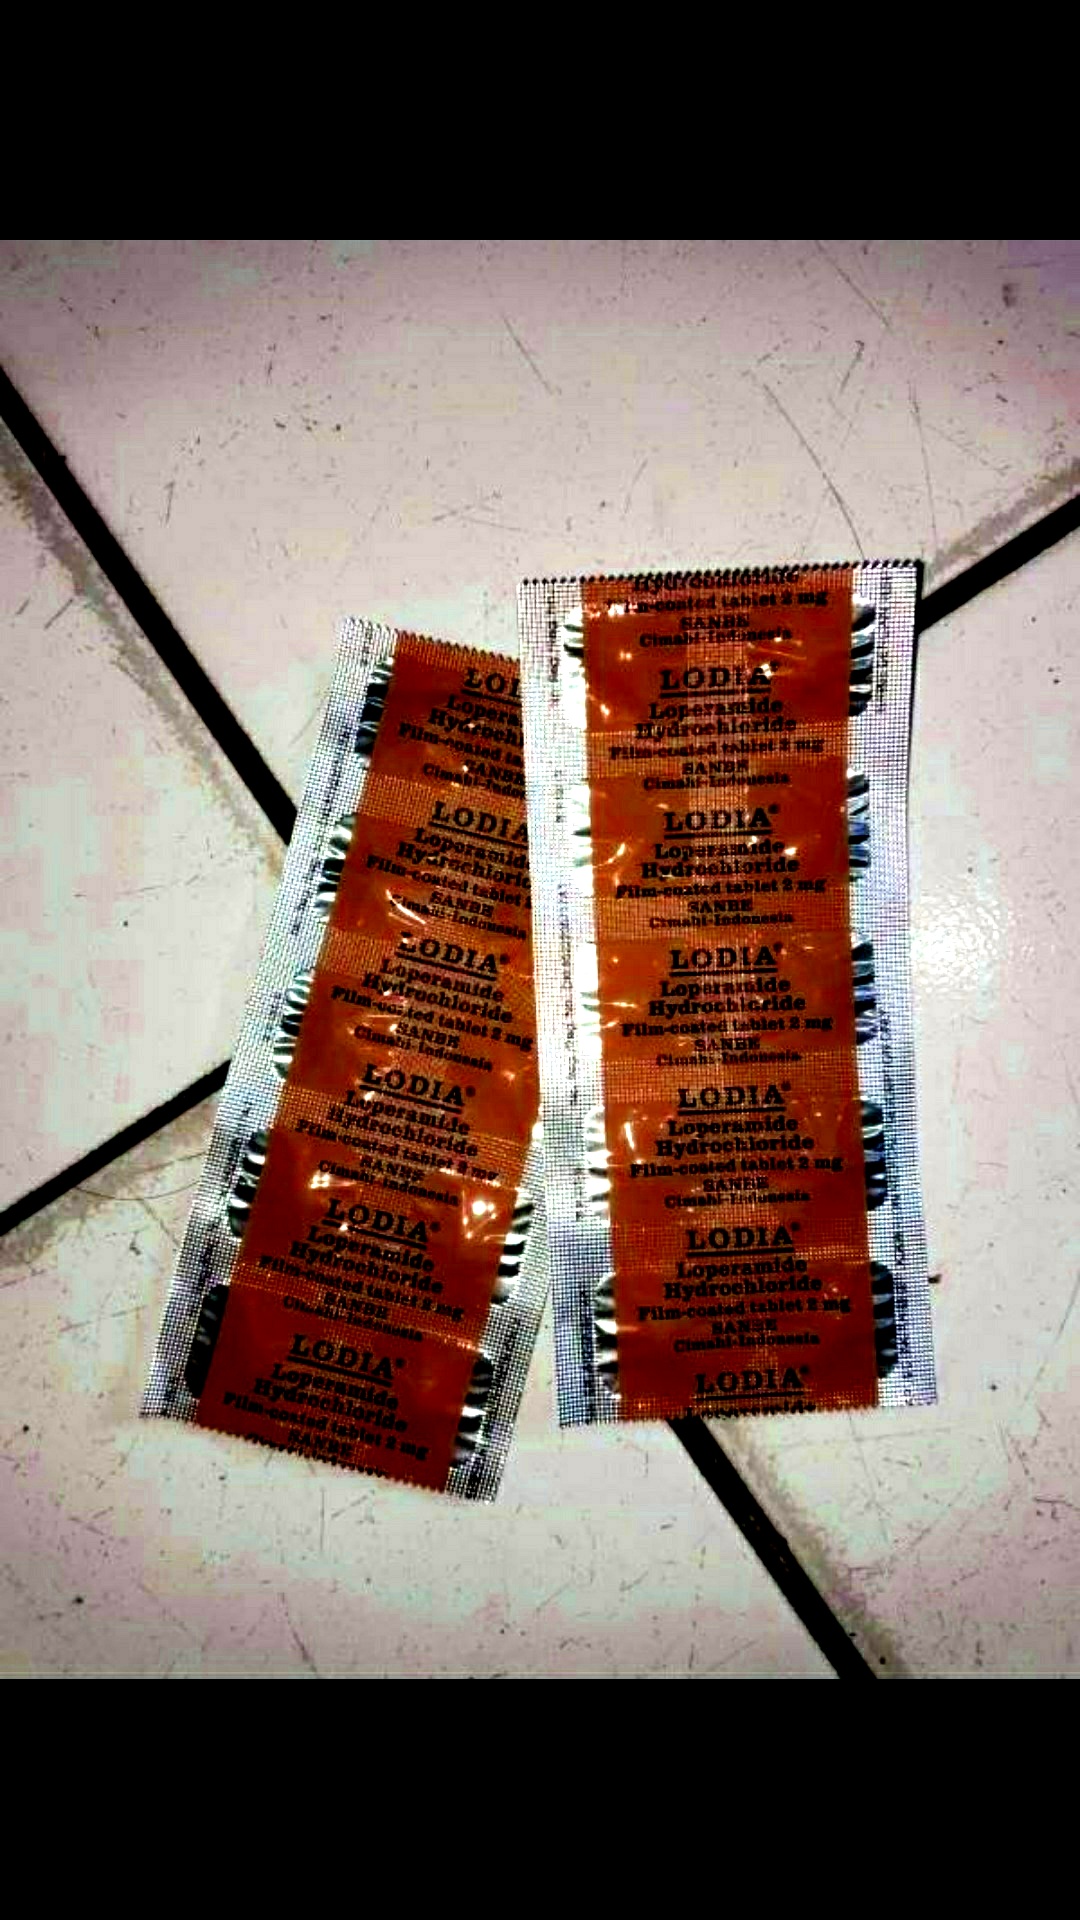 LODIA
Loperamide
Hydrochloride
Film-coated tablet
SANBE
Cimahi-Indonesia
LODIA®
Loperamide
Hydrochloride
Film-coated tablet 2 mg
SANBE
Cimahi-Indonesia
LODIA®
Loperamide
Hydrochloride
Film-coated tablet 2 mg
SANBE
Cimahi-Indonesia
LODIA®
Loperamide
Hydrochloride
Film-coated tablet 2 mg
SANBE
Cimahi-Indonesia
LODIA®
Loperamide
Hydrochloride
Film-coated tablet 2 mg
SANBE
Hydrochloride
Film-coated tablet 2 mg
SANBE
Cimahi-Indonesia
LODIA®
Loperamide
Hydrochloride
Film-coated tablet 2 mg
SANBE
Cimahi-Indonesia
LODIA®
Loperamide
Hydrochloride
Film-coated tablet 2 mg
SANBE
Cimahi-Indonesia
LODIA®
Loperamide
Hydrochloride
Film-coated tablet 2 mg
SANBE
Cimahi-Indonesia
LODIA®
Loperamide
Hydrochloride
Film-coated tablet 2 mg
SANBE
Cimahi-Indonesia
LODIA®
Loperamide
Hydrochloride
Film-coated tablet 2 mg
SANBE
Cimahi-Indonesia
LODIA®